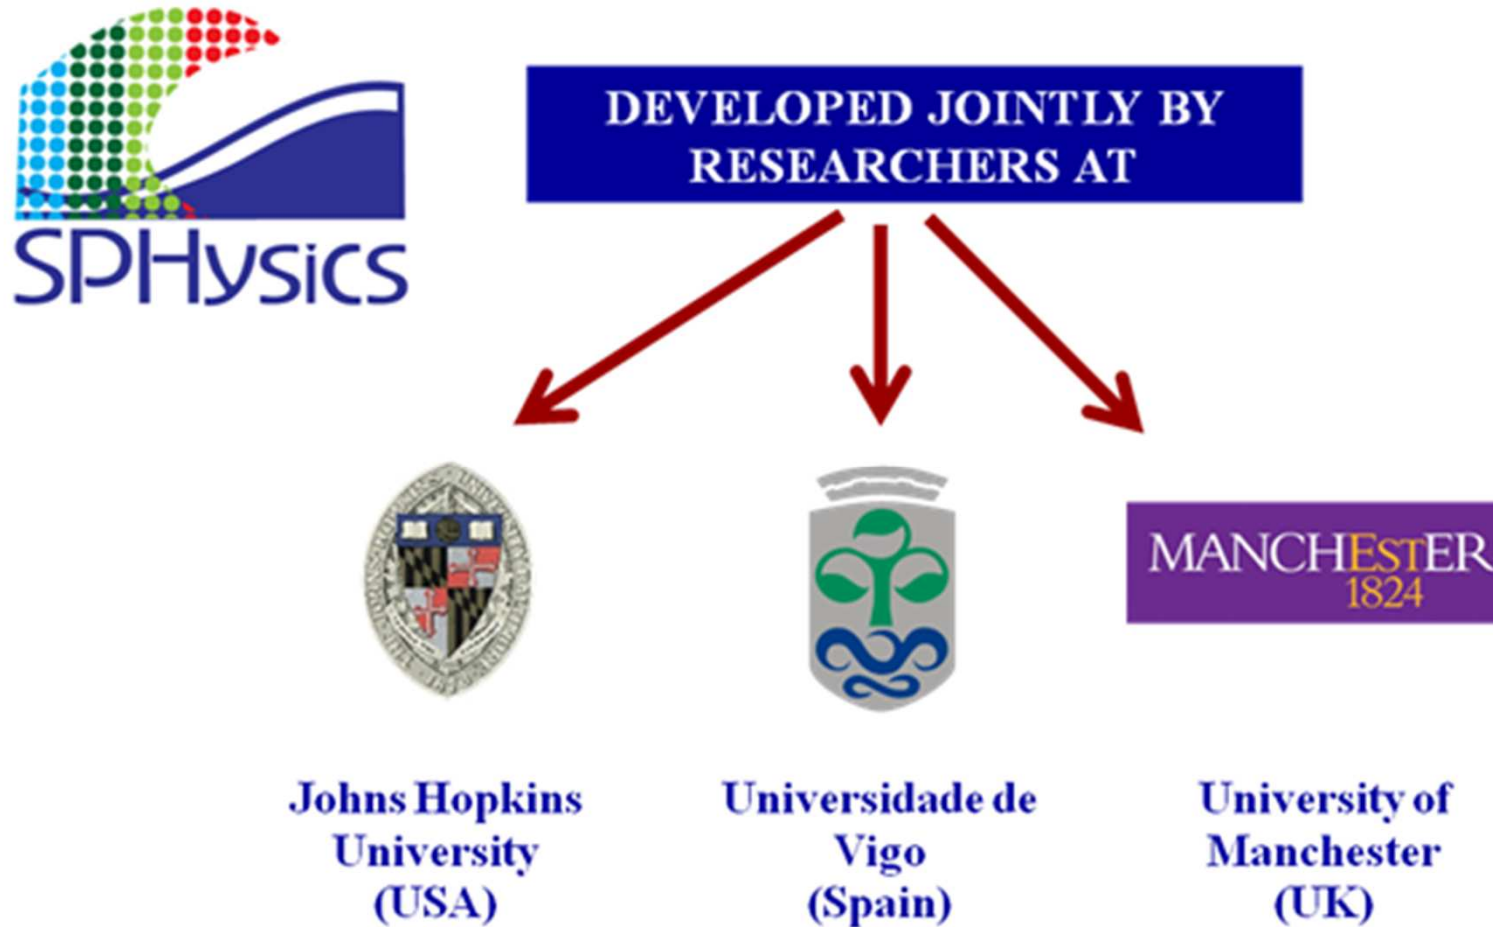 SPHysics
DEVELOPED JOINTLY BY
RESEARCHERS AT
MANCHESTER
1824
Johns Hopkins
University
(USA)
Universidade de
Vigo
(Spain)
University of
Manchester
(UK)